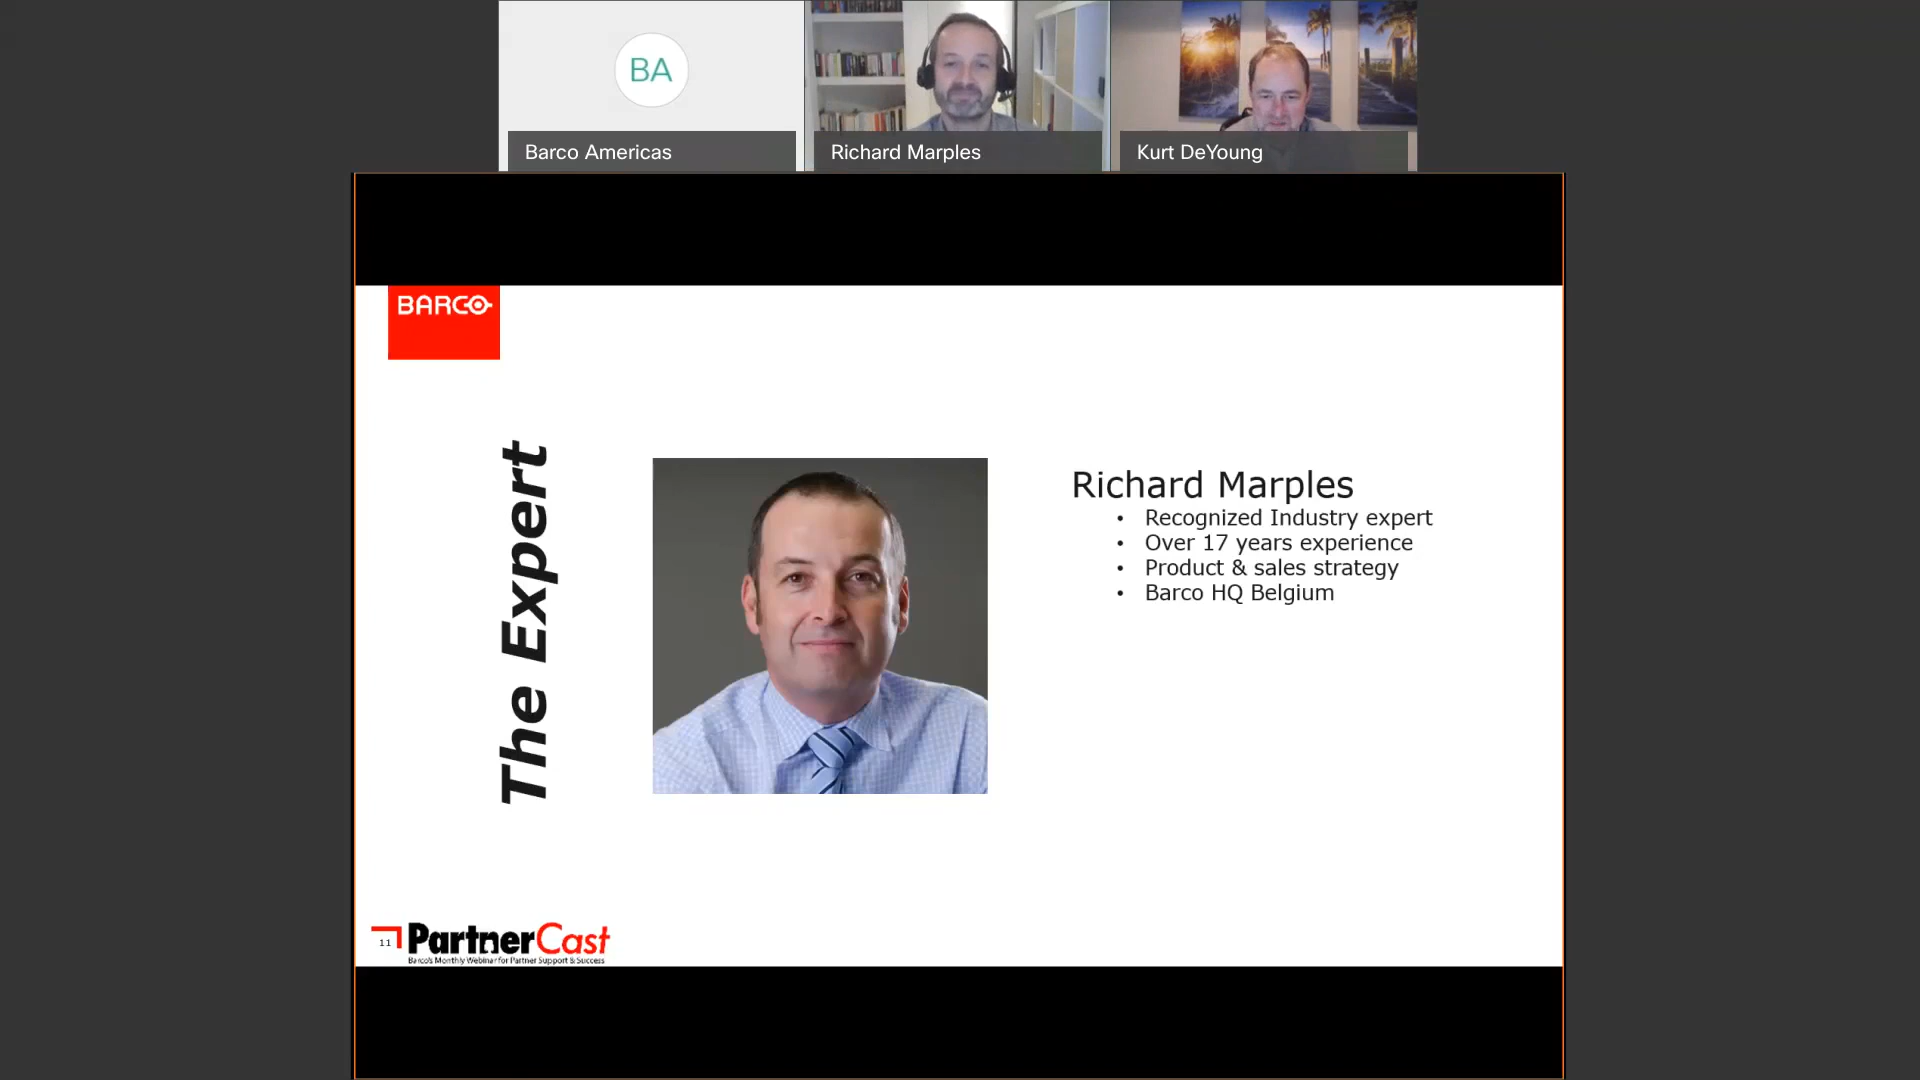 BA
Barco Americas
Richard Marples
Kurt DeYoung
BARCO
The Expert
Richard Marples
• Recognized Industry expert
• Over 17 years experience
• Product & sales strategy
• Barco HQ Belgium
11
PartnerCast
Barco's Monthly Webinar for Partner Support & Success